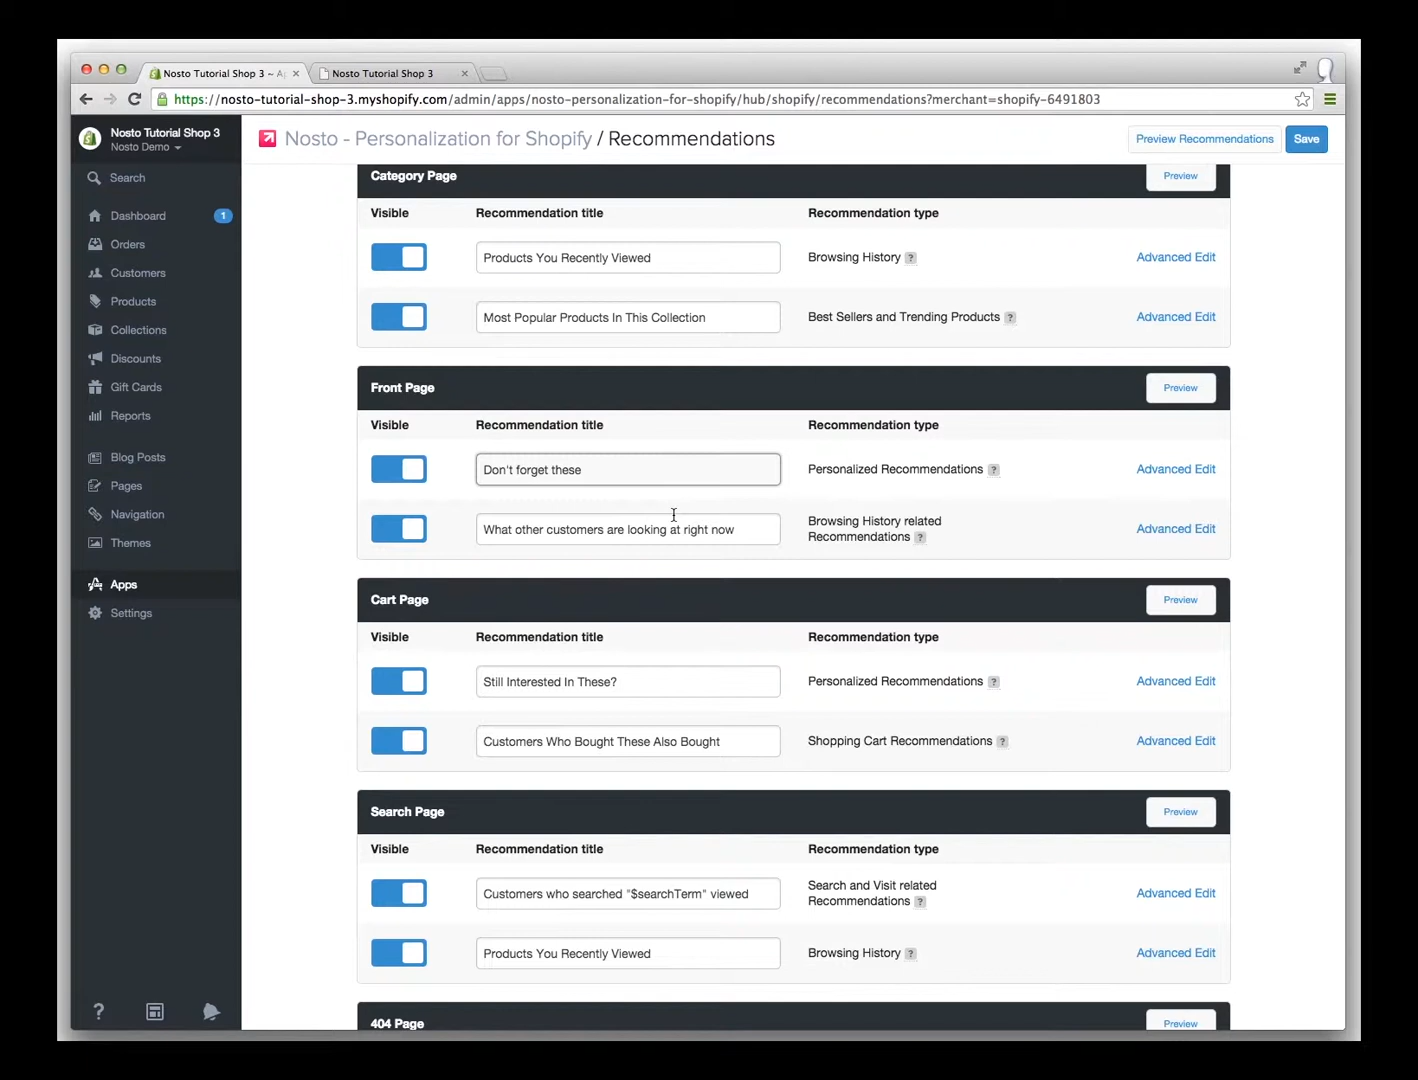 Nosto Tutorial Shop 3 ~ A
Nosto Tutorial Shop 3
https://nosto-tutorial-shop-3.myshopify.com/admin/apps/nosto-personalization-for-shopify/hub/shopify/recommendations?merchant=shopify-6491803
Nosto Tutorial Shop 3
Nosto Demo
Search
Dashboard 1
Orders
Customers
Products
Collections
Discounts
Gift Cards
Reports
Blog Posts
Pages
Navigation
Themes
Apps
Settings
?
Nosto - Personalization for Shopify / Recommendations
Preview Recommendations
Save
Category Page
Preview
Visible Recommendation title Recommendation type
Products You Recently Viewed
Browsing History ?
Advanced Edit
Most Popular Products In This Collection
Best Sellers and Trending Products ?
Advanced Edit
Front Page
Preview
Visible Recommendation title Recommendation type
Don't forget these
Personalized Recommendations ?
Advanced Edit
What other customers are looking at right now
Browsing History related
Recommendations ?
Advanced Edit
Cart Page
Preview
Visible Recommendation title Recommendation type
Still Interested In These?
Personalized Recommendations ?
Advanced Edit
Customers Who Bought These Also Bought
Shopping Cart Recommendations ?
Advanced Edit
Search Page
Preview
Visible Recommendation title Recommendation type
Customers who searched "$searchTerm" viewed
Search and Visit related
Recommendations ?
Advanced Edit
Products You Recently Viewed
Browsing History ?
Advanced Edit
404 Page
Preview